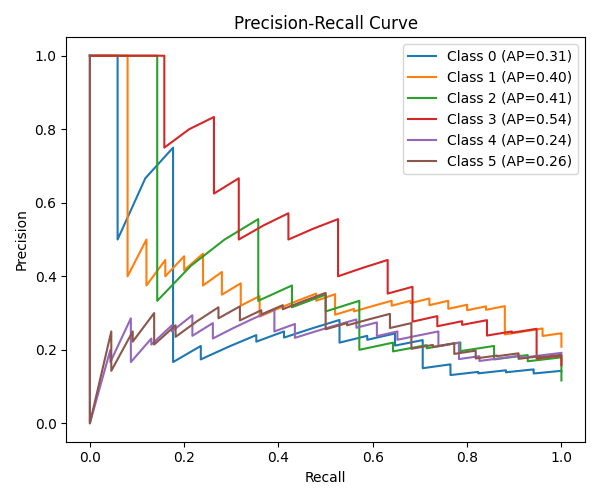 Precision-Recall Curve
Class 0 (AP=0.31)
Class 1 (AP=0.40)
Class 2 (AP=0.41)
Class 3 (AP=0.54)
Class 4 (AP=0.24)
Class 5 (AP=0.26)
Precision
1.0
0.8
0.6
0.4
0.2
0.0
0.0 0.2 0.4 0.6 0.8 1.0
Recall